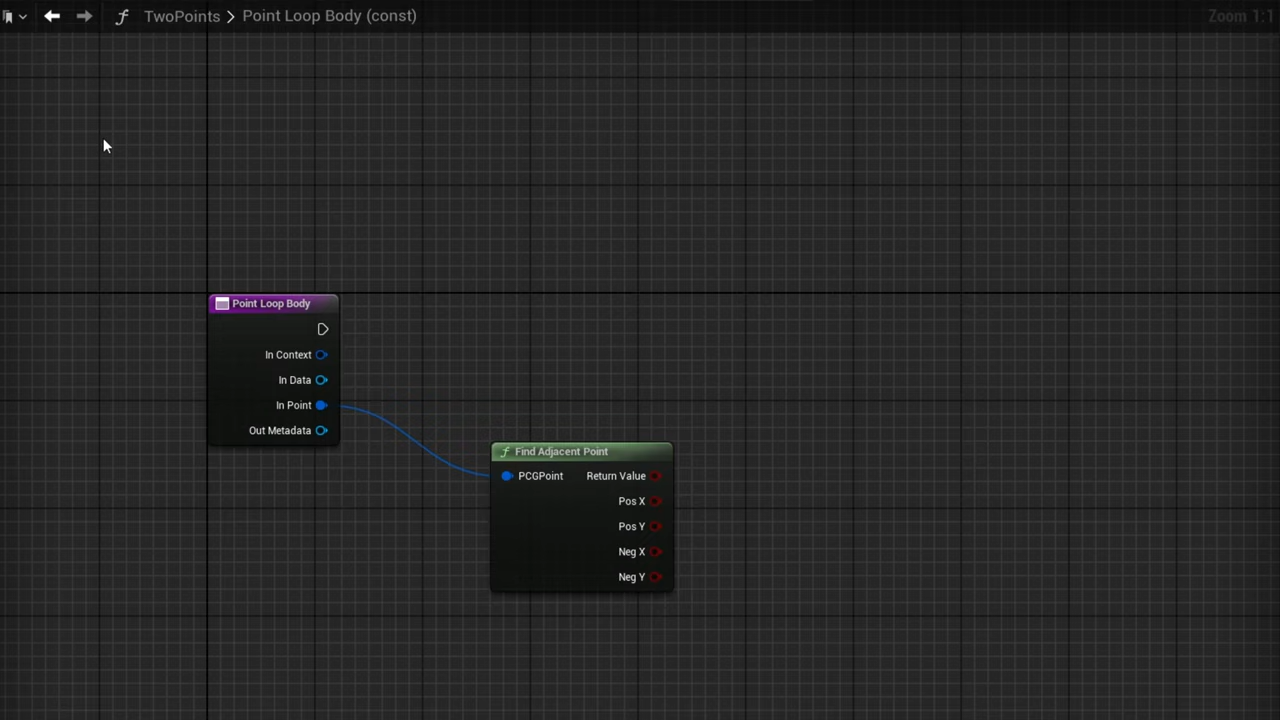 TwoPoints > Point Loop Body (const)
Zoom 1:1
Point Loop Body
In Context
In Data
In Point
Out Metadata
Find Adjacent Point
PCGPoint Return Value
Pos X
Pos Y
Neg X
Neg Y